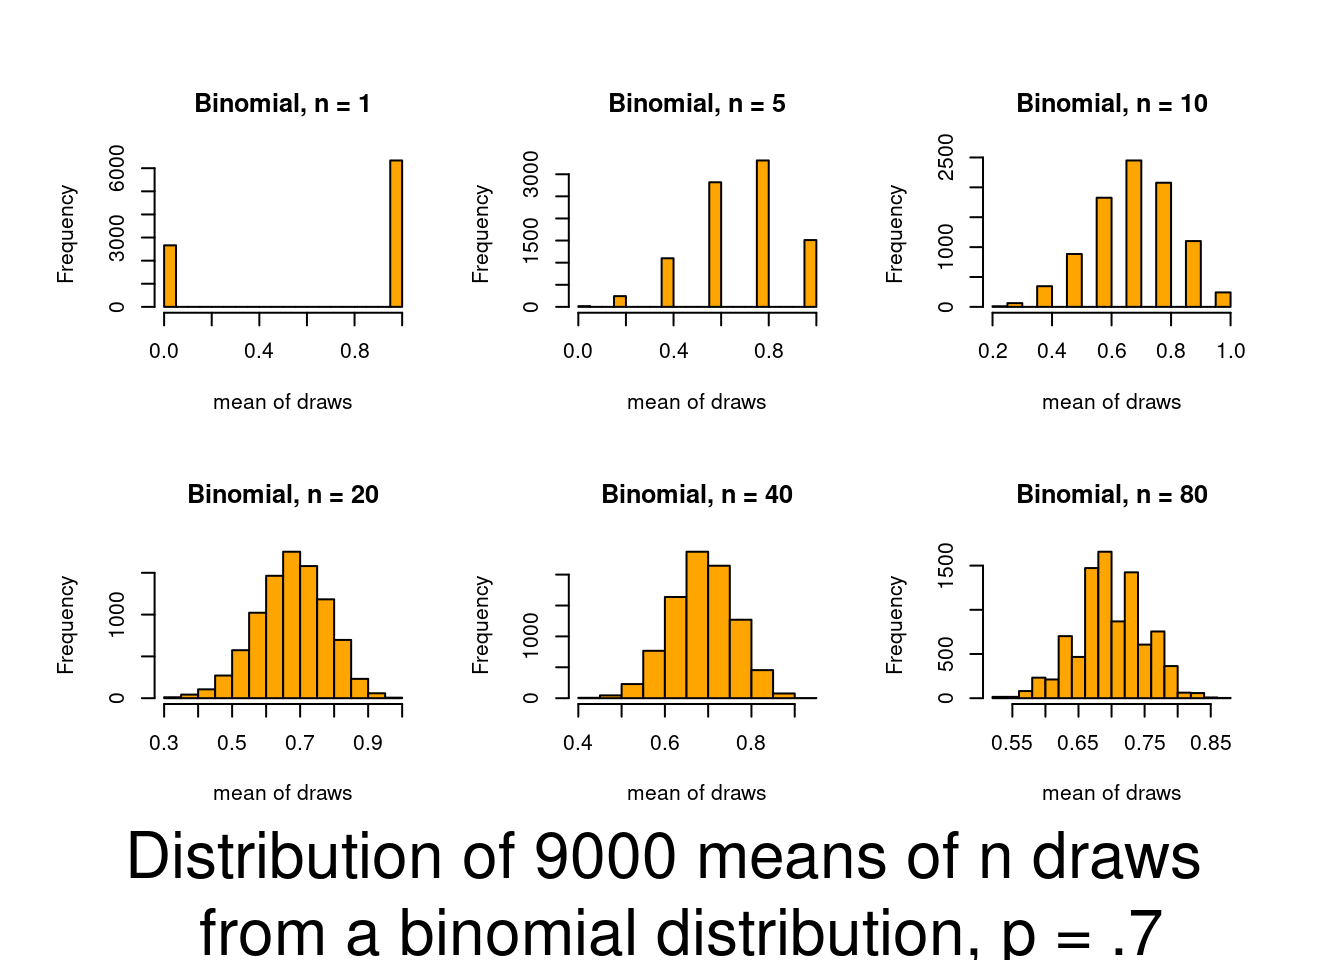 Binomial, n = 1
Frequency
6000
3000
0
0.0 0.4 0.8
mean of draws
Binomial, n = 5
Frequency
3000
1500
0
0.0 0.4 0.8
mean of draws
Binomial, n = 10
Frequency
2500
1000
0
0.2 0.4 0.6 0.8 1.0
mean of draws
Binomial, n = 20
Frequency
1000
0
0.3 0.5 0.7 0.9
mean of draws
Binomial, n = 40
Frequency
1000
0
0.4 0.6 0.8
mean of draws
Binomial, n = 80
Frequency
1500
500
0
0.55 0.65 0.75 0.85
mean of draws
Distribution of 9000 means of n draws
from a binomial distribution, p = .7